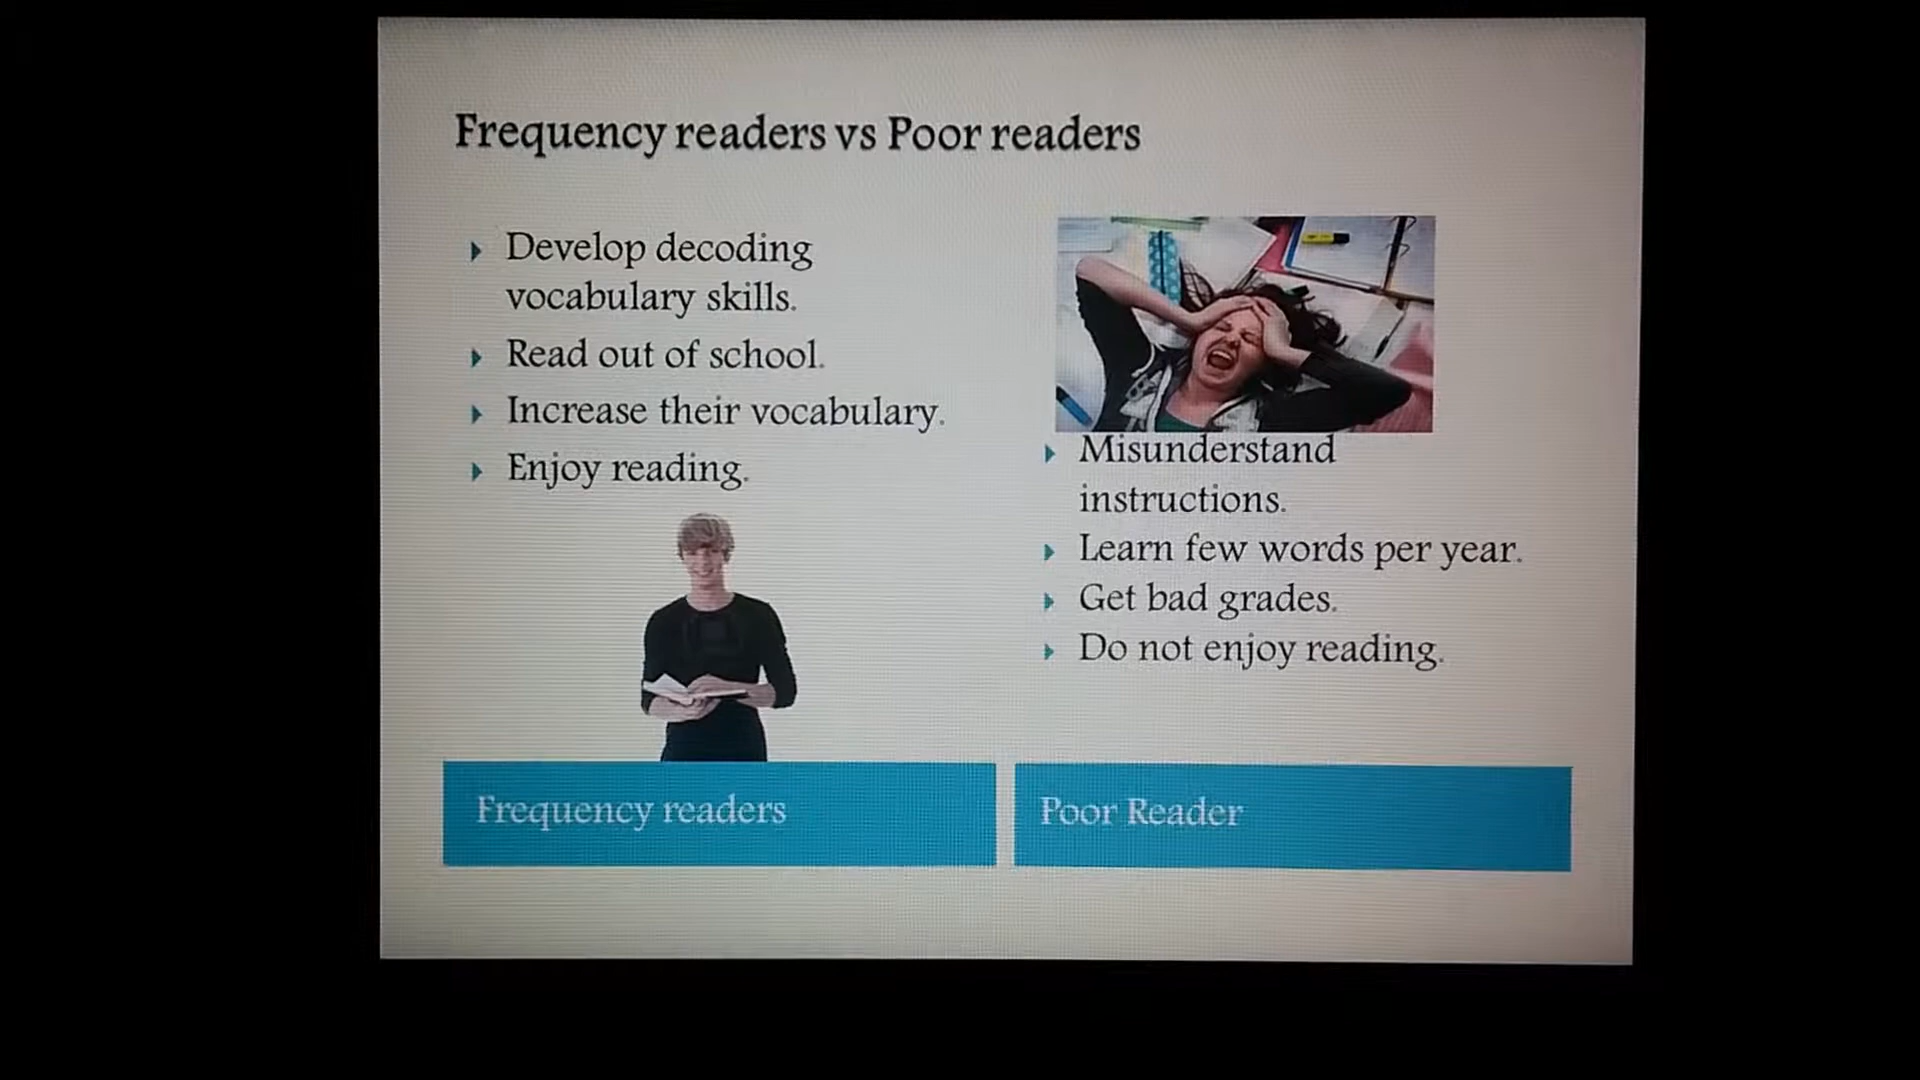 Frequency readers vs Poor readers
Develop decoding
vocabulary skills.
Read out of school.
Increase their vocabulary.
Enjoy reading.
Misunderstand
instructions.
Learn few words per year.
Get bad grades.
Do not enjoy reading.
Frequency readers
Poor Reader